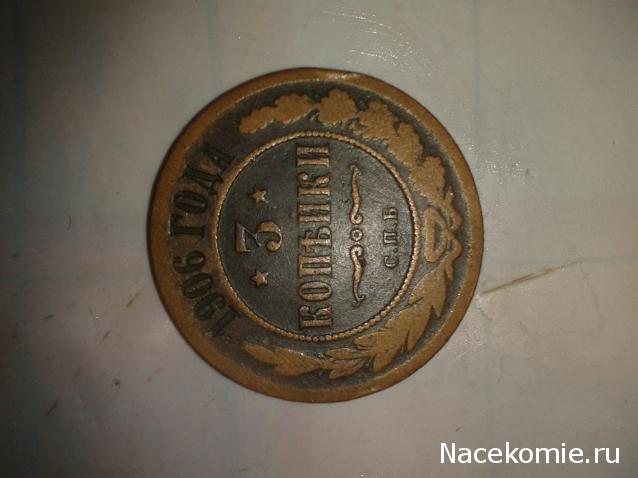 1906 ГОДА
* 3 *
КОПѢЙКИ
С.П.Б
Nacekomie.ru